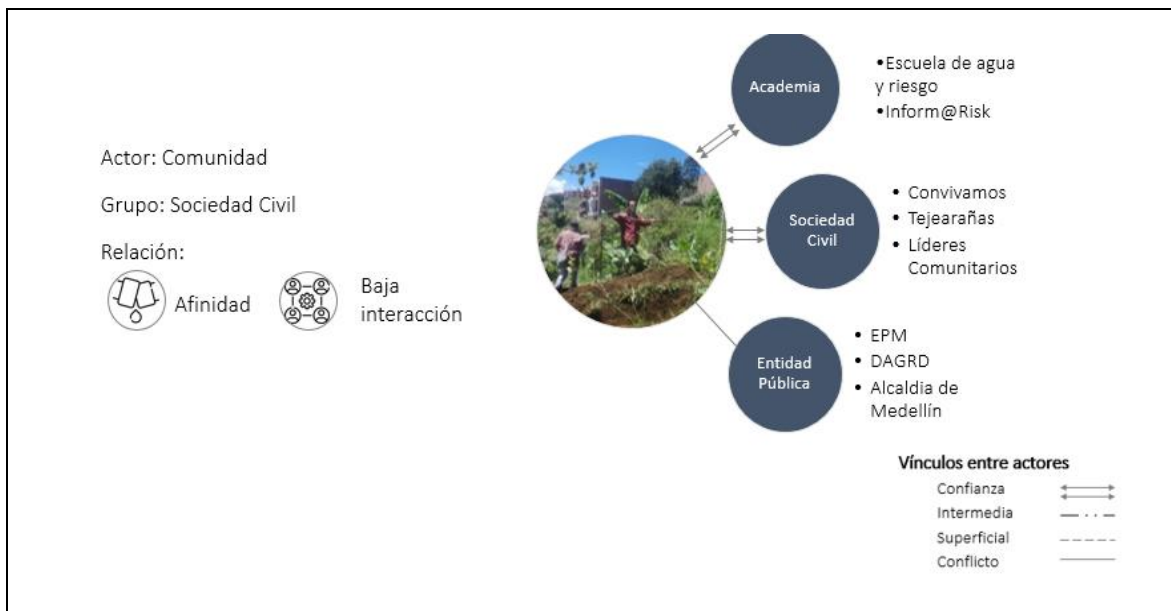 Actor: Comunidad
Grupo: Sociedad Civil
Relación:
Afinidad
Baja
interacción
Academia
•Escuela de agua
y riesgo
•Inform@Risk
Sociedad
Civil
• Convivamos
• Tejearañas
• Líderes
Comunitarios
Entidad
Pública
• EPM
• DAGRD
• Alcaldia de
Medellín
Vínculos entre actores
Confianza
Intermedia
Superficial
Conflicto